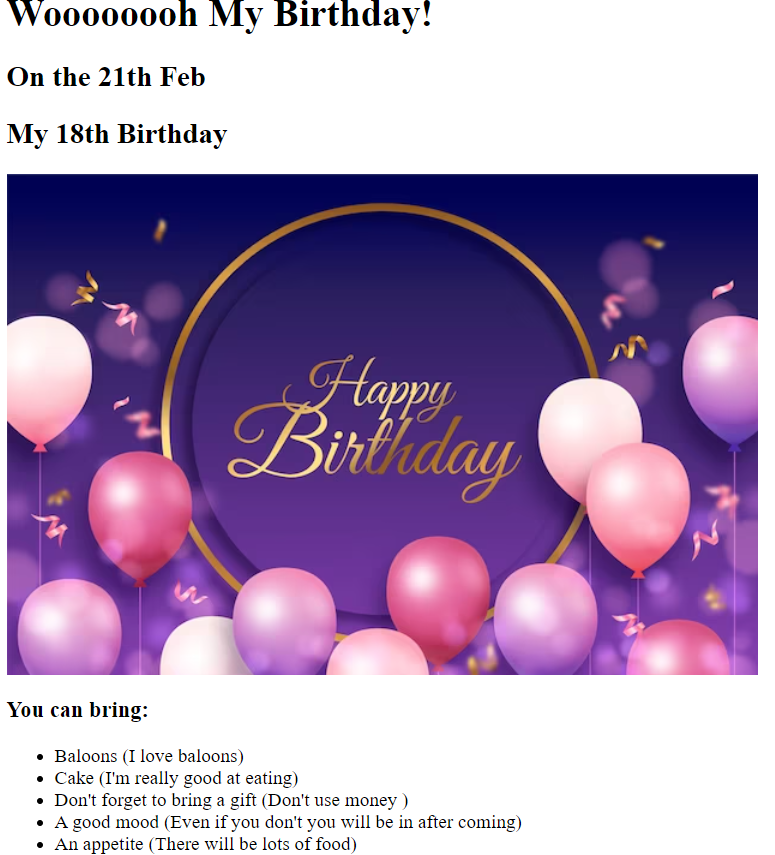 Woooooooh My Birthday!
On the 21th Feb
My 18th Birthday
Happy
Birthday
You can bring:
Baloons (I love baloons)
Cake (I'm really good at eating)
Don't forget to bring a gift (Don't use money )
A good mood (Even if you don't you will be in after coming)
An appetite (There will be lots of food)